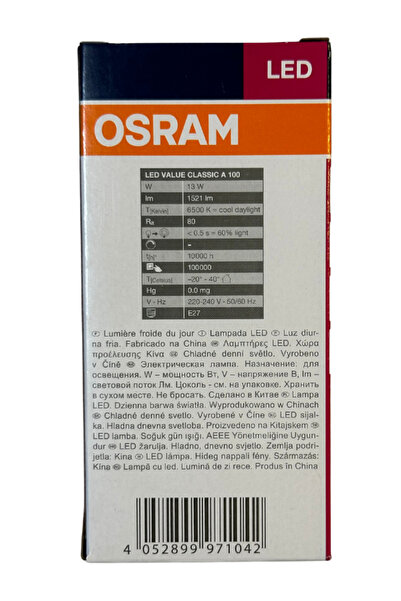 LED
OSRAM
LED VALUE CLASSIC A 100
W 13 W
lm 1521 lm
T[Kelvin] 6500 K = cool daylight
Ra 80
< 0.5 s = 60% light
–
10000 h
100000
T[Celsius] –20° - 40°
Hg 0.0 mg
V - Hz 220-240 V - 50/60 Hz
E27
Lumière froide du jour Lampada LED Luz diur-
na fria. Fabricado na China Λαμπτήρες LED. Χώρα
προέλευσης Κίνα Chladné denní světlo. Vyrobeno
v Číně Электрическая лампа. Назначение: для
освещения. W – мощность Вт, V – напряжение В, lm –
световой поток Лм. Цоколь - см. на упаковке. Хранить
в сухом месте. Не бросать. Сделано в Китае Lampa
LED. Dzienna barwa światła. Wyprodukowano w Chinach
Chladné denné svetlo. Vyrobené v Číne LED sijal-
ka. Hladna dnevna svetloba. Proizvedeno na Kitajskem
LED lamba. Soğuk gün ışığı. AEEE Yönetmeliğine Uygun-
dur LED žarulja. Hladno, dnevno svjetlo. Zemlja podri-
jetla: Kina LED lámpa. Hideg nappali fény. Származás:
Kína Lampă cu led. Lumină de zi rece. Produs în China
4 052899 971042